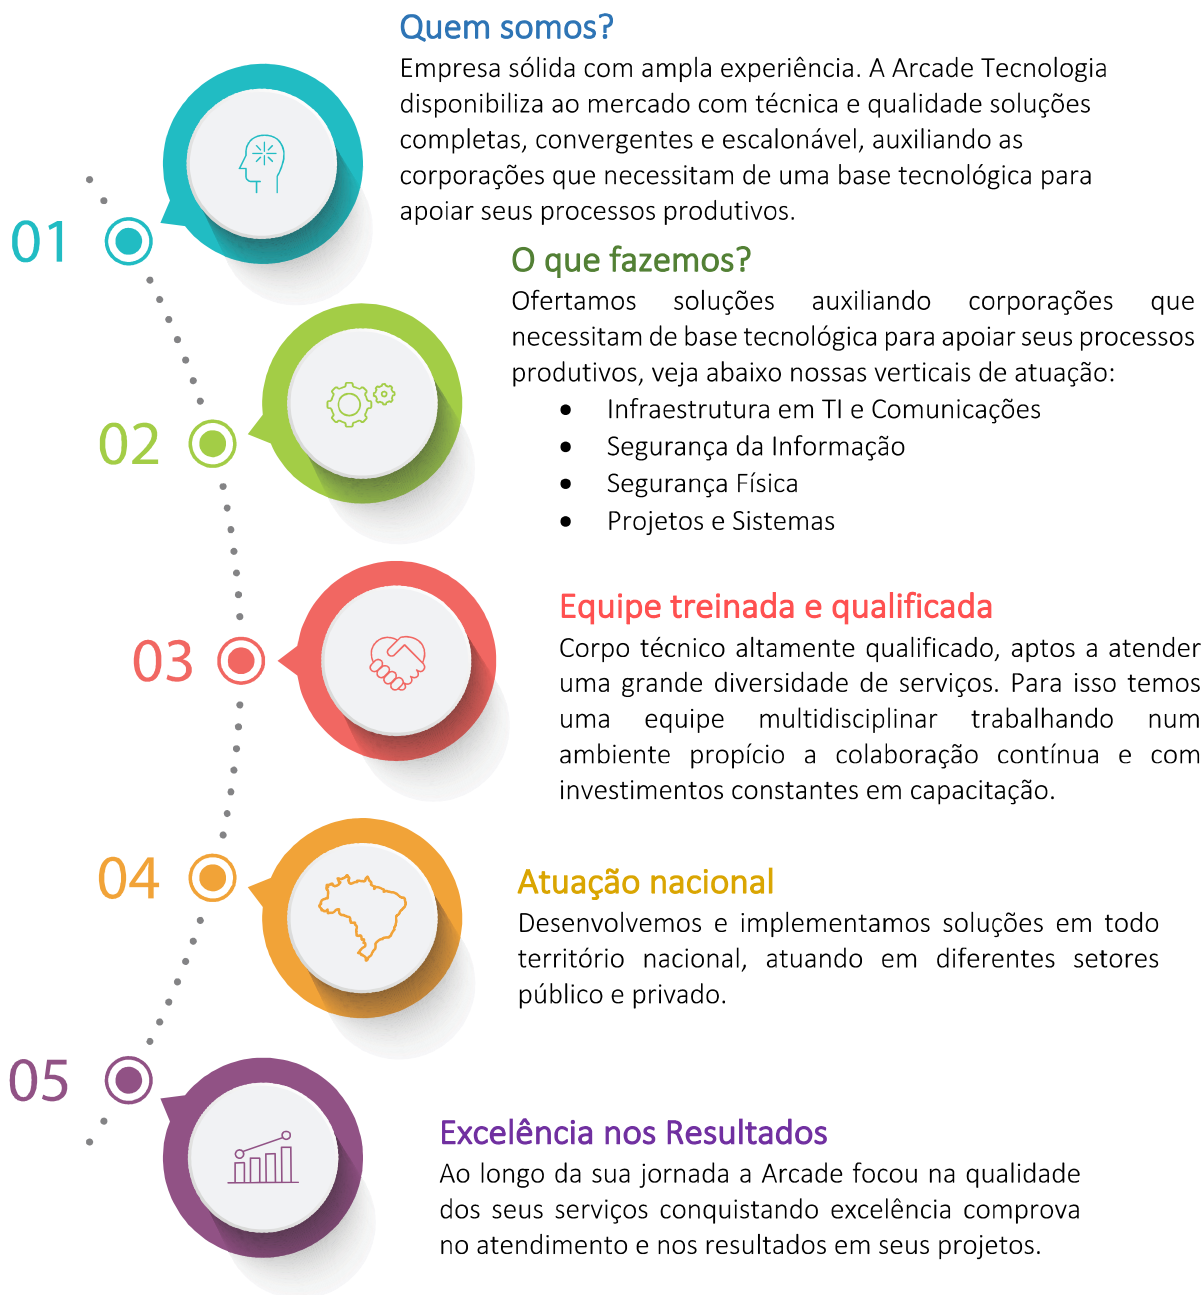 Quem somos?
Empresa sólida com ampla experiência. A Arcade Tecnologia
disponibiliza ao mercado com técnica e qualidade soluções
completas, convergentes e escalonável, auxiliando as
corporações que necessitam de uma base tecnológica para
apoiar seus processos produtivos.
01
O que fazemos?
Ofertamos soluções auxiliando corporações que
necessitam de base tecnológica para apoiar seus processos
produtivos, veja abaixo nossas verticais de atuação:
• Infraestrutura em TI e Comunicações
• Segurança da Informação
• Segurança Física
• Projetos e Sistemas
02
Equipe treinada e qualificada
Corpo técnico altamente qualificado, aptos a atender
uma grande diversidade de serviços. Para isso temos
uma equipe multidisciplinar trabalhando num
ambiente propício a colaboração contínua e com
investimentos constantes em capacitação.
03
Atuação nacional
Desenvolvemos e implementamos soluções em todo
território nacional, atuando em diferentes setores
público e privado.
04
Excelência nos Resultados
Ao longo da sua jornada a Arcade focou na qualidade
dos seus serviços conquistando excelência comprova
no atendimento e nos resultados em seus projetos.
05